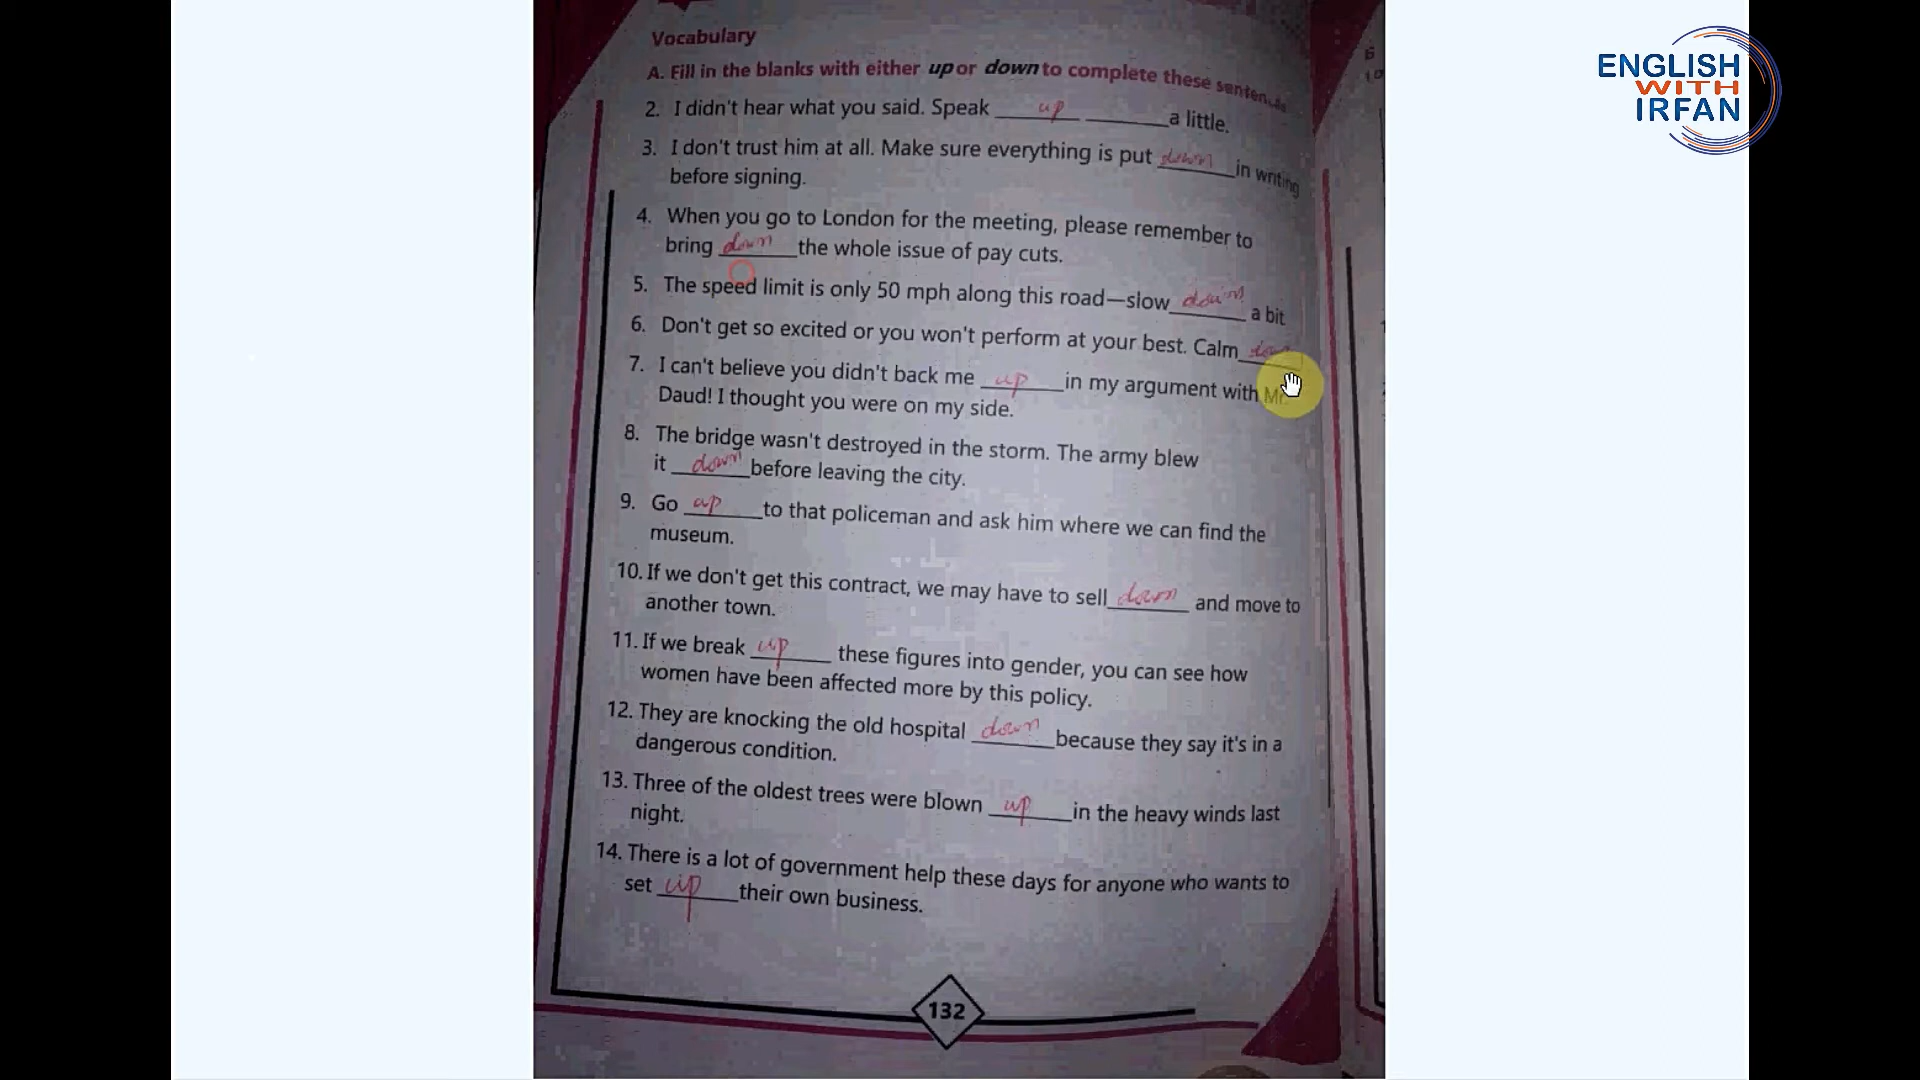 ENGLISH
WITH
IRFAN
Vocabulary
A. Fill in the blanks with either up or down to complete these
2. I didn't hear what you said. Speak up a little.
3. I don't trust him at all. Make sure everything is put down in writing
before signing.
4. When you go to London for the meeting, please remember to
bring down the whole issue of pay cuts.
5. The speed limit is only 50 mph along this road—slow down a bit
6. Don't get so excited or you won't perform at your best. Calm
7. I can't believe you didn't back me up in my argument with Mr.
Daud! I thought you were on my side.
8. The bridge wasn't destroyed in the storm. The army blew
it down before leaving the city.
9. Go up to that policeman and ask him where we can find the
museum.
10. If we don't get this contract, we may have to sell down and move to
another town.
11. If we break up these figures into gender, you can see how
women have been affected more by this policy.
12. They are knocking the old hospital down because they say it's in a
dangerous condition.
13. Three of the oldest trees were blown up in the heavy winds last
night.
14. There is a lot of government help these days for anyone who wants to
set up their own business.
132